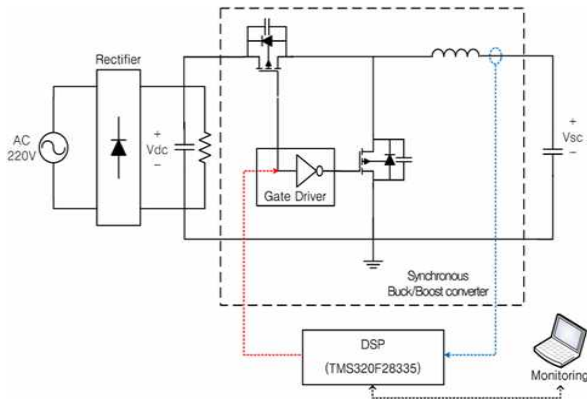 Rectifier
AC
220V
+
Vdc
−
Gate Driver
+
Vsc
−
Synchronous
Buck/Boost converter
DSP
(TMS320F28335)
Monitoring